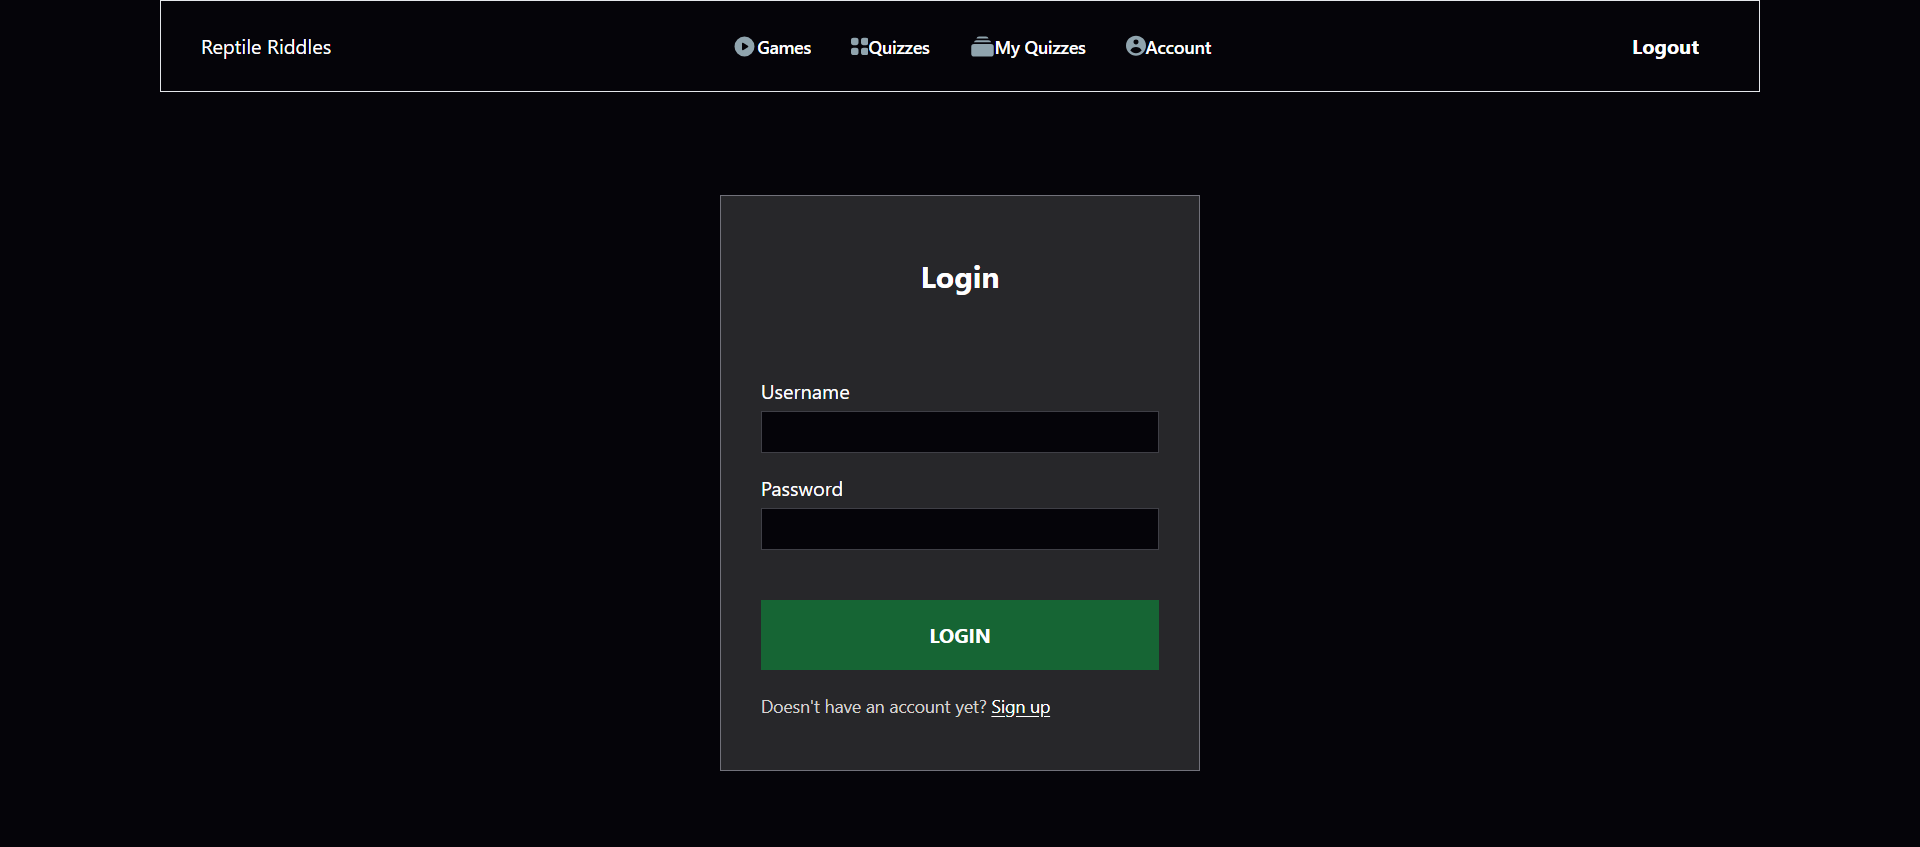 Reptile Riddles
Games
Quizzes
My Quizzes
Account
Logout
Login
Username
Password
LOGIN
Doesn't have an account yet? Sign up